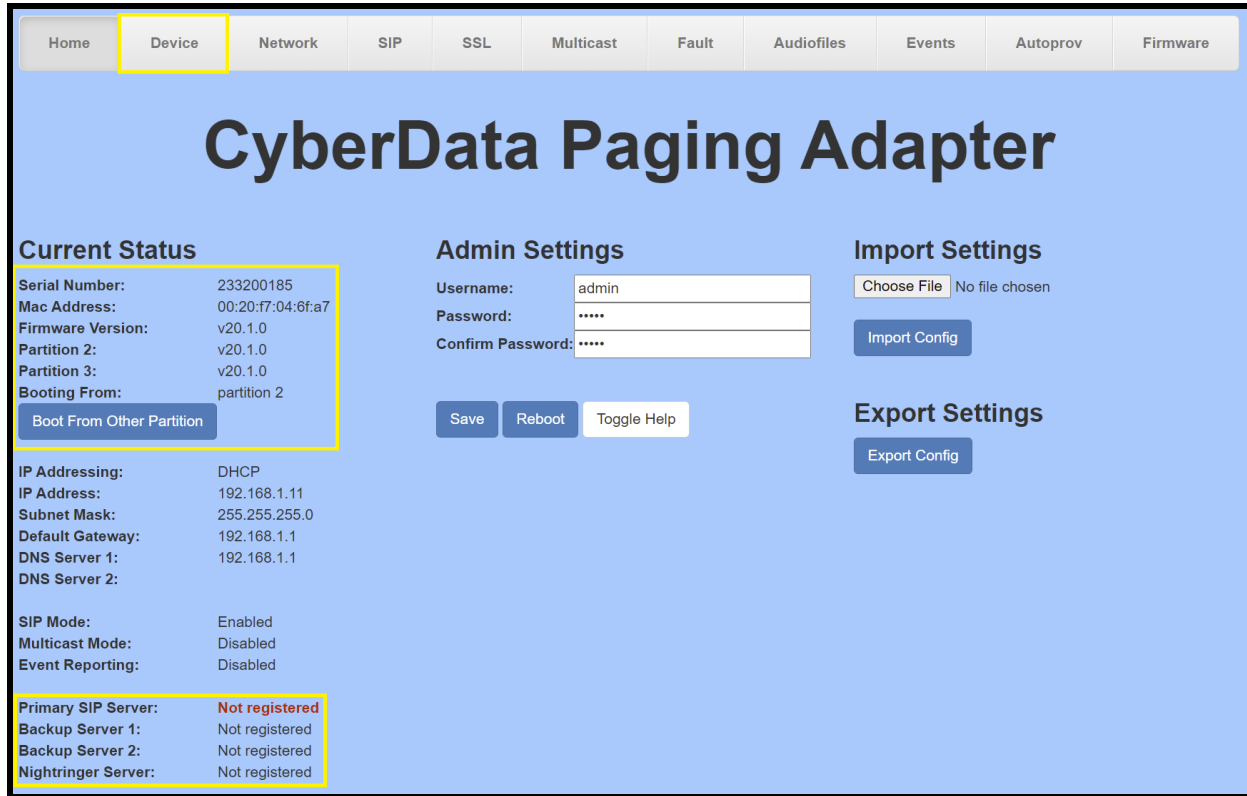 Home Device Network SIP SSL Multicast Fault Audiofiles Events Autoprov Firmware
CyberData Paging Adapter
Current Status
Serial Number: 233200185
Mac Address: 00:20:f7:04:6f:a7
Firmware Version: v20.1.0
Partition 2: v20.1.0
Partition 3: v20.1.0
Booting From: partition 2
Boot From Other Partition
IP Addressing: DHCP
IP Address: 192.168.1.11
Subnet Mask: 255.255.255.0
Default Gateway: 192.168.1.1
DNS Server 1: 192.168.1.1
DNS Server 2:
SIP Mode: Enabled
Multicast Mode: Disabled
Event Reporting: Disabled
Primary SIP Server: Not registered
Backup Server 1: Not registered
Backup Server 2: Not registered
Nightringer Server: Not registered
Admin Settings
Username: admin
Password: •••••
Confirm Password: •••••
Save Reboot Toggle Help
Import Settings
Choose File No file chosen
Import Config
Export Settings
Export Config